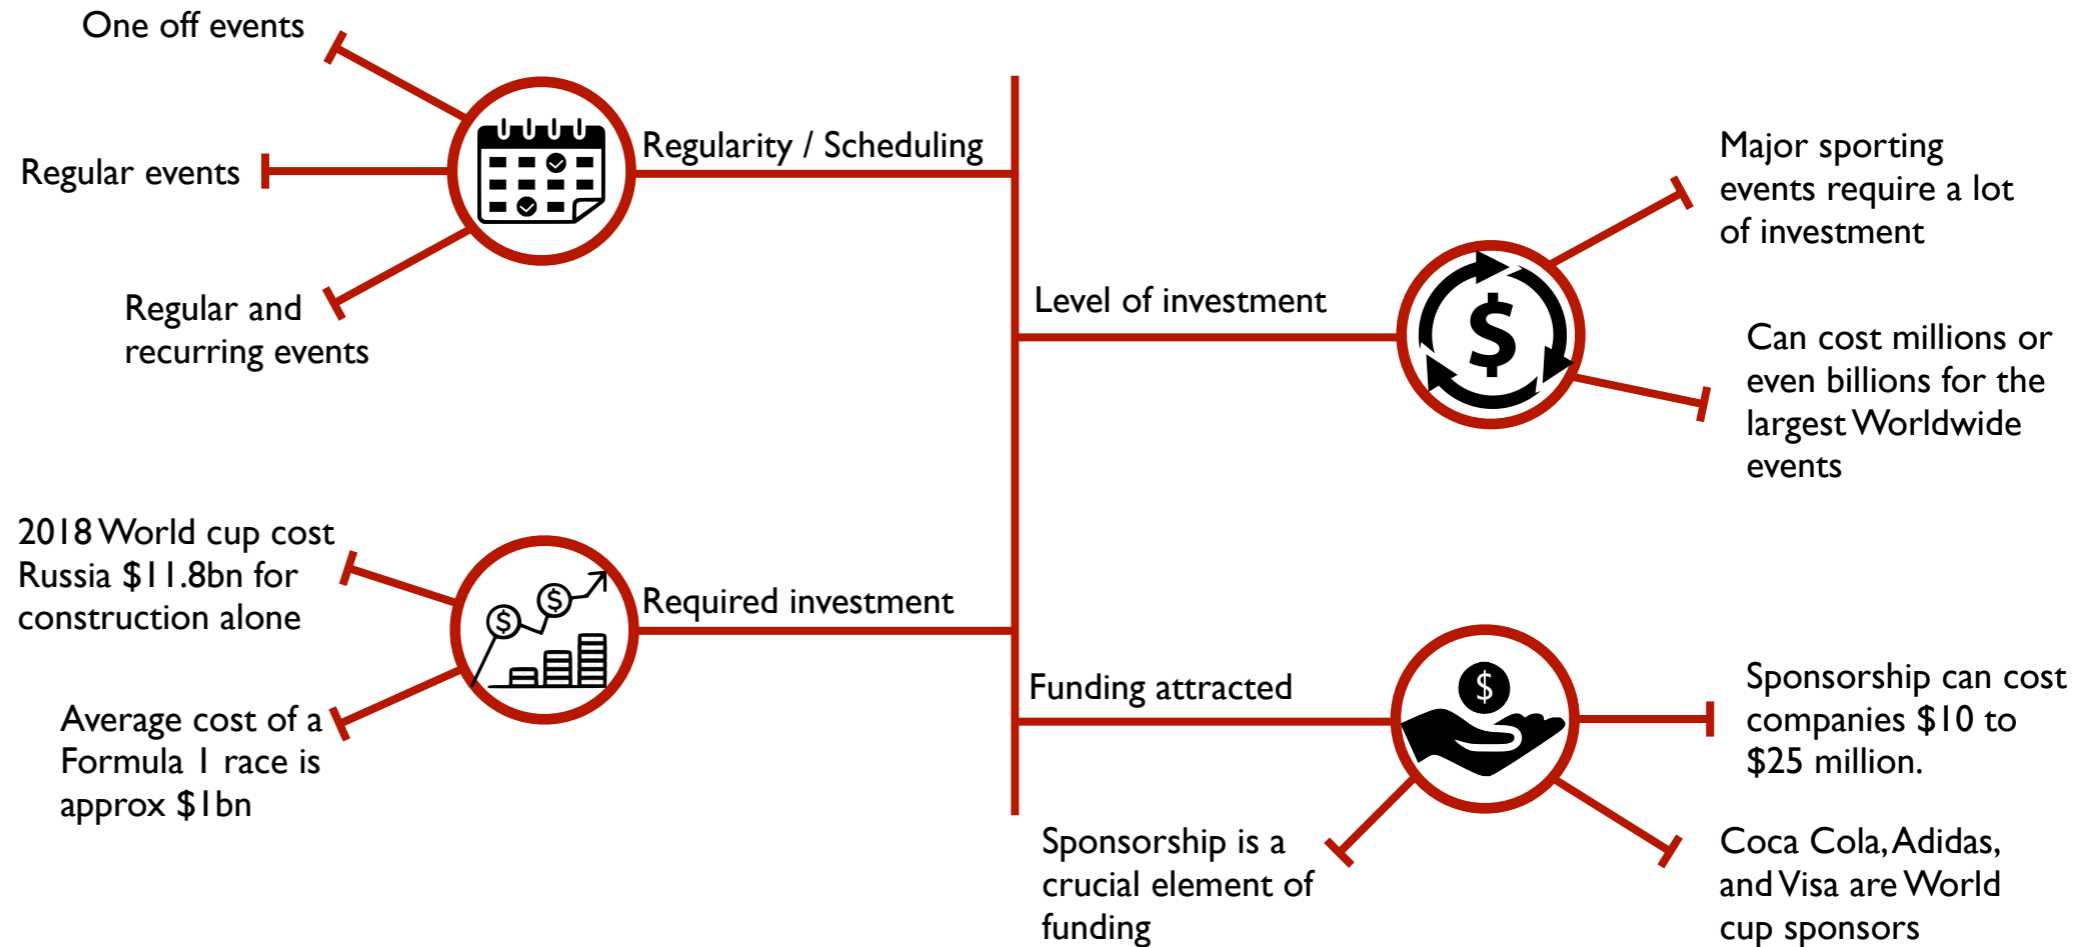 One off events
Regular events
Regular and
recurring events
Regularity / Scheduling
Level of investment
Major sporting
events require a lot
of investment
$
Can cost millions or
even billions for the
largest Worldwide
events
2018 World cup cost
Russia $11.8bn for
construction alone
$
$
Required investment
Average cost of a
Formula 1 race is
approx $1bn
Funding attracted
$
Sponsorship can cost
companies $10 to
$25 million.
Sponsorship is a
crucial element of
funding
Coca Cola, Adidas,
and Visa are World
cup sponsors